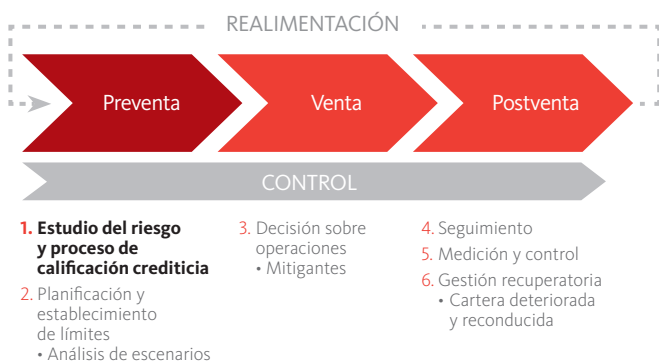 REALIMENTACIÓN
Preventa
Venta
Postventa
CONTROL
1. Estudio del riesgo
y proceso de
calificación crediticia
2. Planificación y
establecimiento
de límites
• Análisis de escenarios
3. Decisión sobre
operaciones
• Mitigantes
4. Seguimiento
5. Medición y control
6. Gestión recuperatoria
• Cartera deteriorada
y reconducida